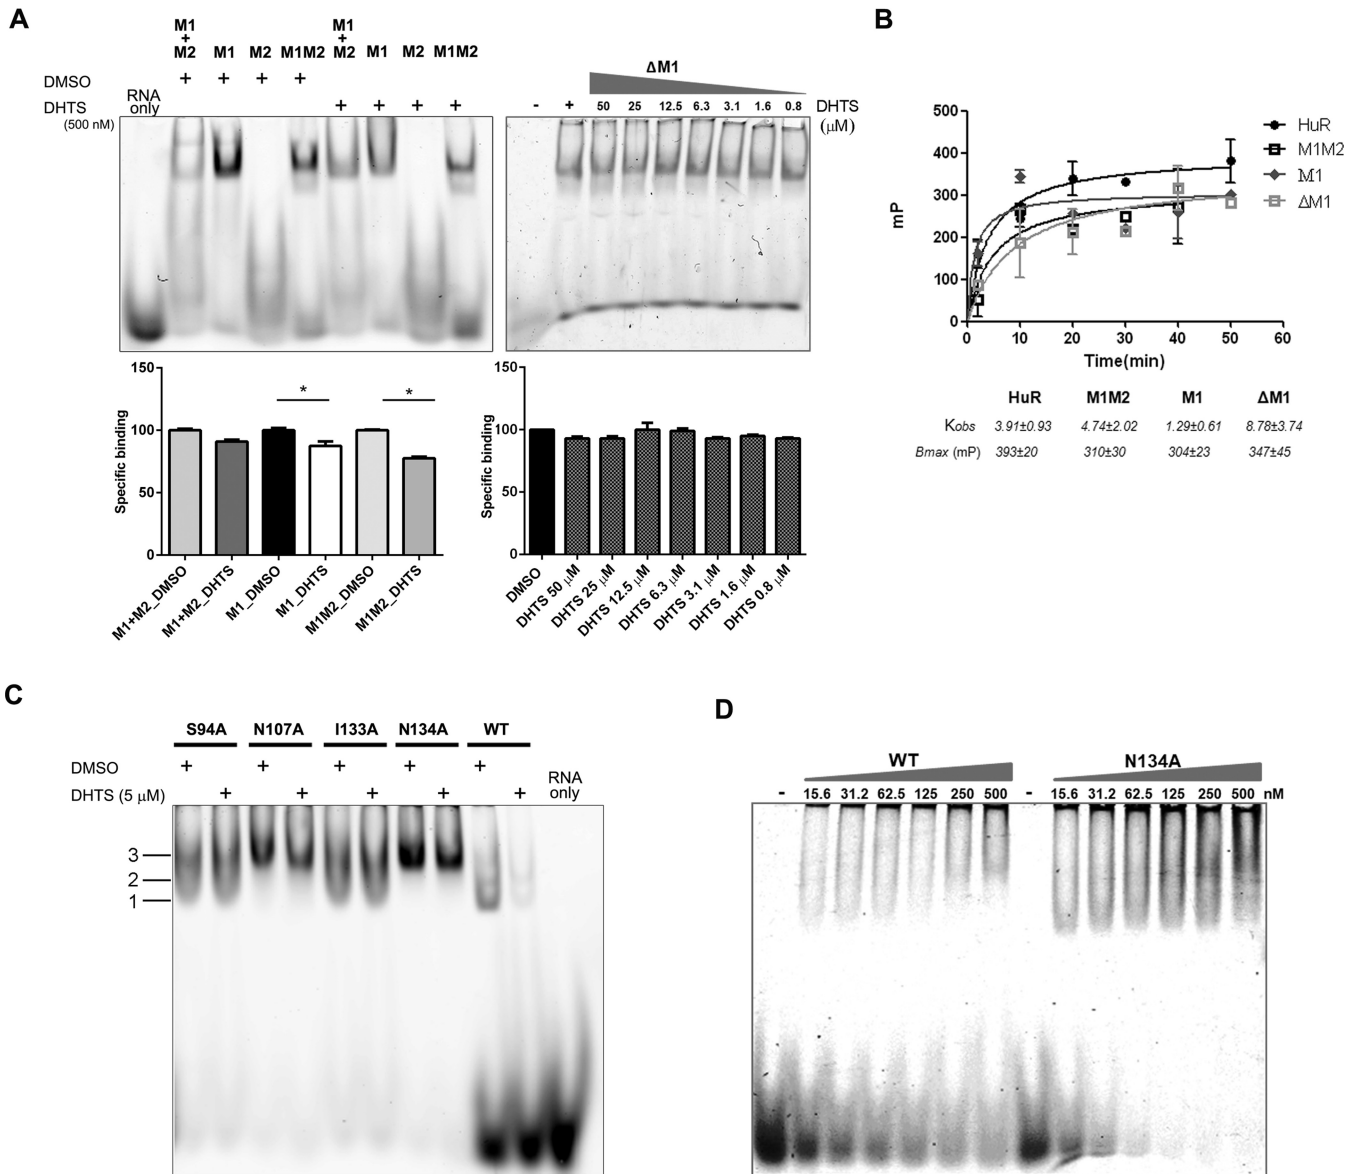 A
M1
+
M2 M1 M2 M1M2 M1
+
M2 M1 M2 M1M2
DMSO + + + +
RNA
only
DHTS + + + +
(500 nM)
ΔM1
- + 50 25 12.5 6.3 3.1 1.6 0.8 DHTS
(μM)
150
100
50
0
Specific binding
M1+M2_DMSO
M1+M2_DHTS
M1_DMSO
M1_DHTS
M1M2_DMSO
M1M2_DHTS
*
*
150
100
50
0
Specific binding
DMSO
DHTS 50 μM
DHTS 25 μM
DHTS 12.5 μM
DHTS 6.3 μM
DHTS 3.1 μM
DHTS 1.6 μM
DHTS 0.8 μM
B
500
400
300
200
100
0
mP
0 10 20 30 40 50 60
Time(min)
HuR
M1M2
M1
ΔM1
HuR M1M2 M1 ΔM1
Kobs 3.91±0.93 4.74±2.02 1.29±0.61 8.78±3.74
Bmax (mP) 393±20 310±30 304±23 347±45
C
S94A N107A I133A N134A WT
DMSO + + + + +
RNA
only
DHTS (5 μM) + + + + +
3
2
1
D
WT N134A
- 15.6 31.2 62.5 125 250 500 - 15.6 31.2 62.5 125 250 500 nM